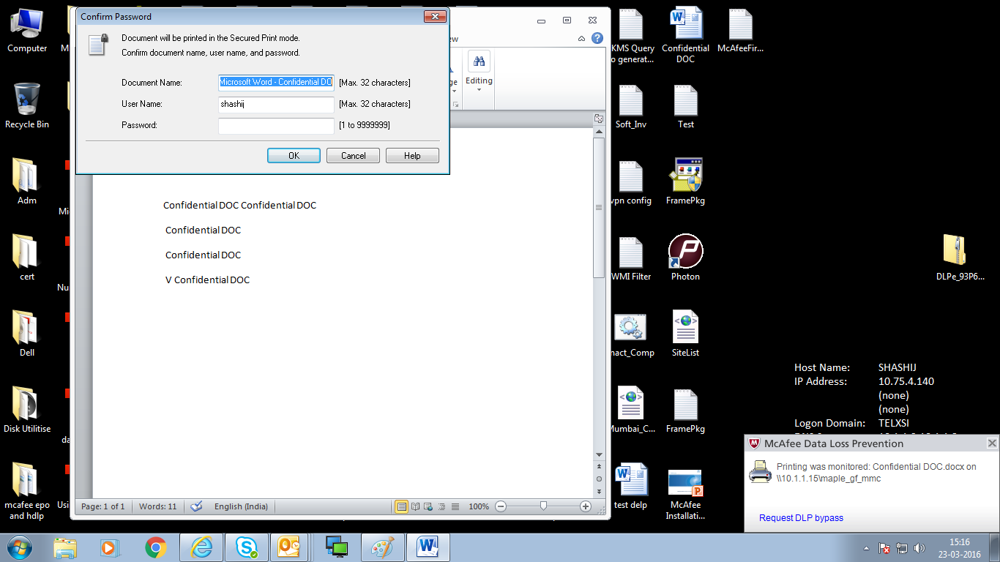 Confirm Password
Document will be printed in the Secured Print mode.
Confirm document name, user name, and password.
Document Name:
Microsoft Word - Confidential DO
[Max. 32 characters]
User Name:
shashij
[Max. 32 characters]
Password:
[1 to 9999999]
OK
Cancel
Help
Editing
Confidential DOC Confidential DOC
Confidential DOC
Confidential DOC
V Confidential DOC
Page: 1 of 1
Words: 11
English (India)
100%
Computer
Recycle Bin
Adm
cert
Dell
Disk Utilitise
mcafee epo
and hdlp
KMS Query
o generat...
Confidential
DOC
McAfeeFir...
Soft_Inv
Test
vpn config
FramePkg
WMI Filter
Photon
DLPe_93P6...
nact_Comp
SiteList
Mumbai_C...
FramePkg
test delp
McAfee
Installati...
Host Name:
SHASHIJ
IP Address:
10.75.4.140
(none)
(none)
Logon Domain:
TELXSI
McAfee Data Loss Prevention
Printing was monitored: Confidential DOC.docx on
\\10.1.1.15\maple_gf_mmc
Request DLP bypass
15:16
23-03-2016